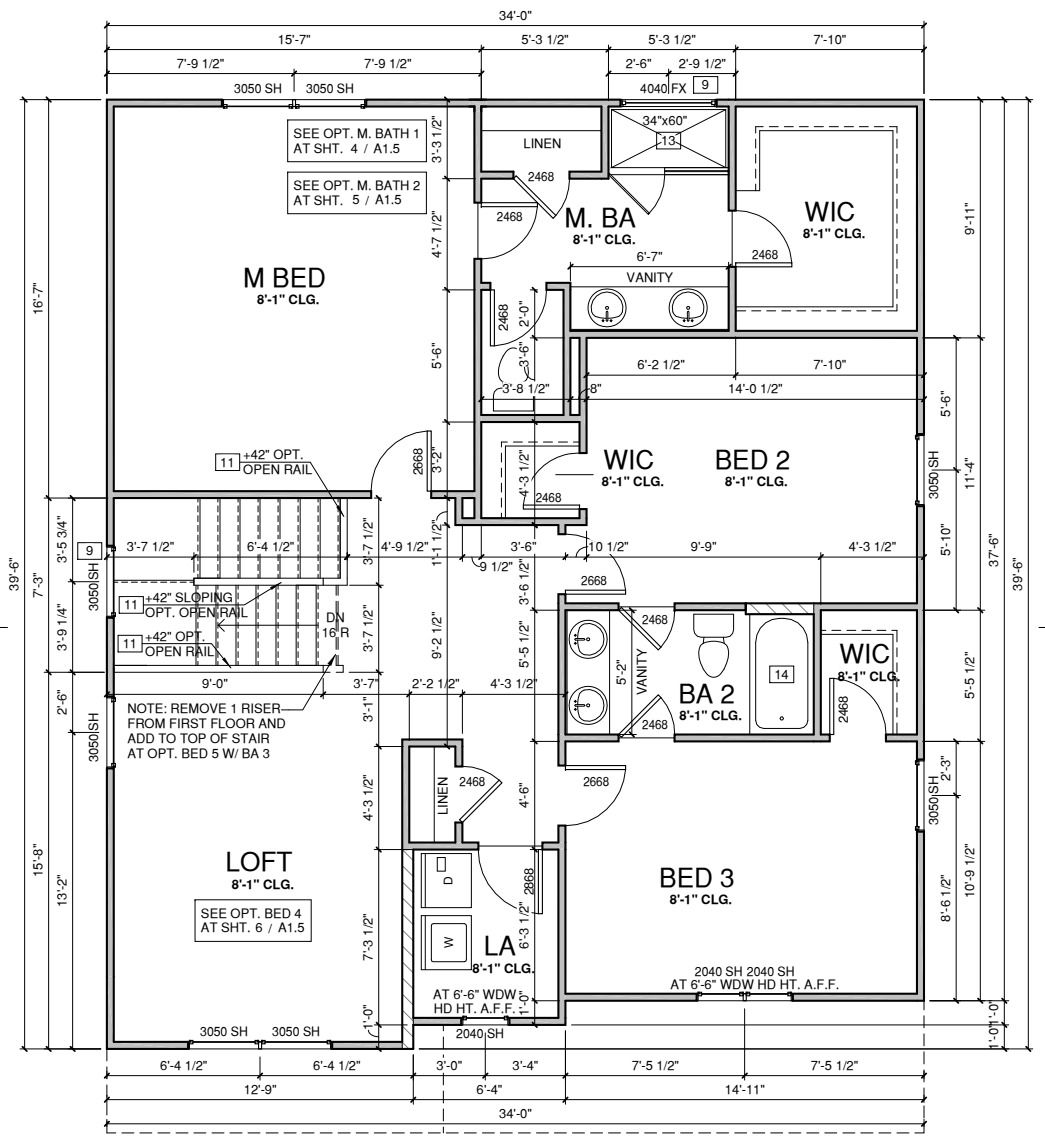 34'-0"
15'-7" 5'-3 1/2" 5'-3 1/2" 7'-10"
7'-9 1/2" 7'-9 1/2" 2'-6" 2'-9 1/2"
3050 SH 3050 SH 4040 FX 9
SEE OPT. M. BATH 1
AT SHT. 4 / A1.5
3'-3 1/2"
LINEN
34"x60"
13
SEE OPT. M. BATH 2
AT SHT. 5 / A1.5
2468
2468
M. BA
8'-1" CLG.
WIC
8'-1" CLG.
9'-11"
4'-7 1/2"
2468
6'-7"
VANITY
M BED
8'-1" CLG.
16'-7"
2468
2'-0"
5'-6"
3'-6"
6'-2 1/2" 7'-10"
3'-8 1/2" 8" 14'-0 1/2"
5'-6"
11 +42" OPT.
OPEN RAIL
2668
3'-2"
4'-3 1/2"
2468
WIC
8'-1" CLG.
BED 2
8'-1" CLG.
3050 SH
11'-4"
37'-6"
39'-6"
39'-6"
7'-3"
3'-5 3/4"
9
3050 SH
3'-7 1/2" 6'-4 1/2" 3'-7 1/2" 4'-9 1/2" 1'-1 1/2" 9 1/2" 3'-6" 10 1/2" 9'-9" 4'-3 1/2"
5'-10"
3'-6 1/2"
2668
11 +42" SLOPING
OPT. OPEN RAIL
11 +42" OPT.
OPEN RAIL
DN
16 R
3'-9 1/4"
3'-7 1/2"
9'-2 1/2"
5'-5 1/2"
2468
5'-2"
VANITY
BA 2
8'-1" CLG.
14
WIC
8'-1" CLG.
2468
5'-5 1/2"
9'-0" 3'-7" 2'-2 1/2" 4'-3 1/2"
2'-6"
3050 SH
3'-1"
2468
NOTE: REMOVE 1 RISER
FROM FIRST FLOOR AND
ADD TO TOP OF STAIR
AT OPT. BED 5 W/ BA 3
4'-3 1/2"
LINEN
2468
4'-6"
2668
3050 SH
2'-3"
15'-8"
13'-2"
LOFT
8'-1" CLG.
SEE OPT. BED 4
AT SHT. 6 / A1.5
D
2868
BED 3
8'-1" CLG.
8'-6 1/2"
10'-9 1/2"
7'-3 1/2"
W
LA
8'-1" CLG.
6'-3 1/2"
AT 6'-6" WDW
HD HT. A.F.F.
1'-0"
2040 SH 2040 SH
AT 6'-6" WDW HD HT. A.F.F.
1'-0"
3050 SH 3050 SH
2040 SH
1'-0"
1'-0"
6'-4 1/2" 6'-4 1/2" 3'-0" 3'-4" 7'-5 1/2" 7'-5 1/2"
12'-9" 6'-4" 14'-11"
34'-0"